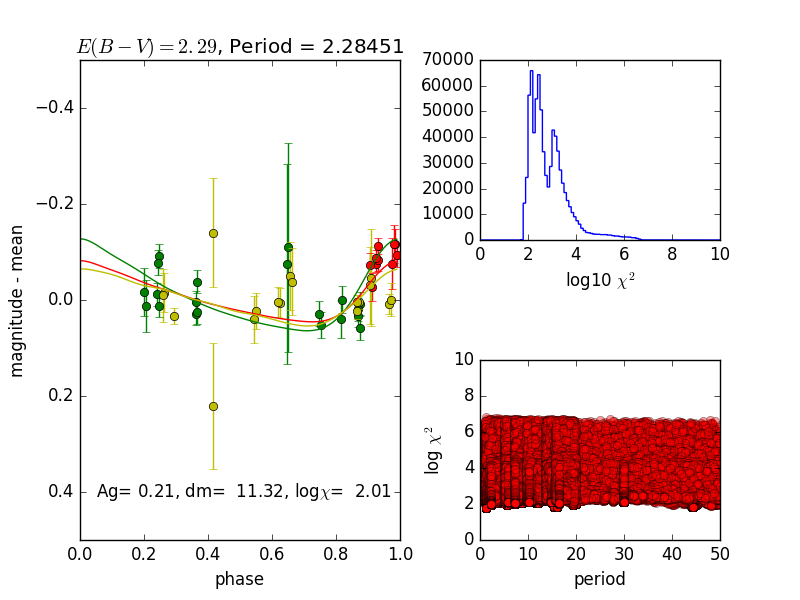 E(B − V) = 2.29, Period = 2.28451
−0.4
−0.2
0.0
0.2
0.4
magnitude - mean
Ag= 0.21, dm= 11.32, logχ= 2.01
0.0 0.2 0.4 0.6 0.8 1.0
phase
70000
60000
50000
40000
30000
20000
10000
0
0 2 4 6 8 10
log10 χ²
10
8
6
4
2
0
log χ²
0 10 20 30 40 50
period